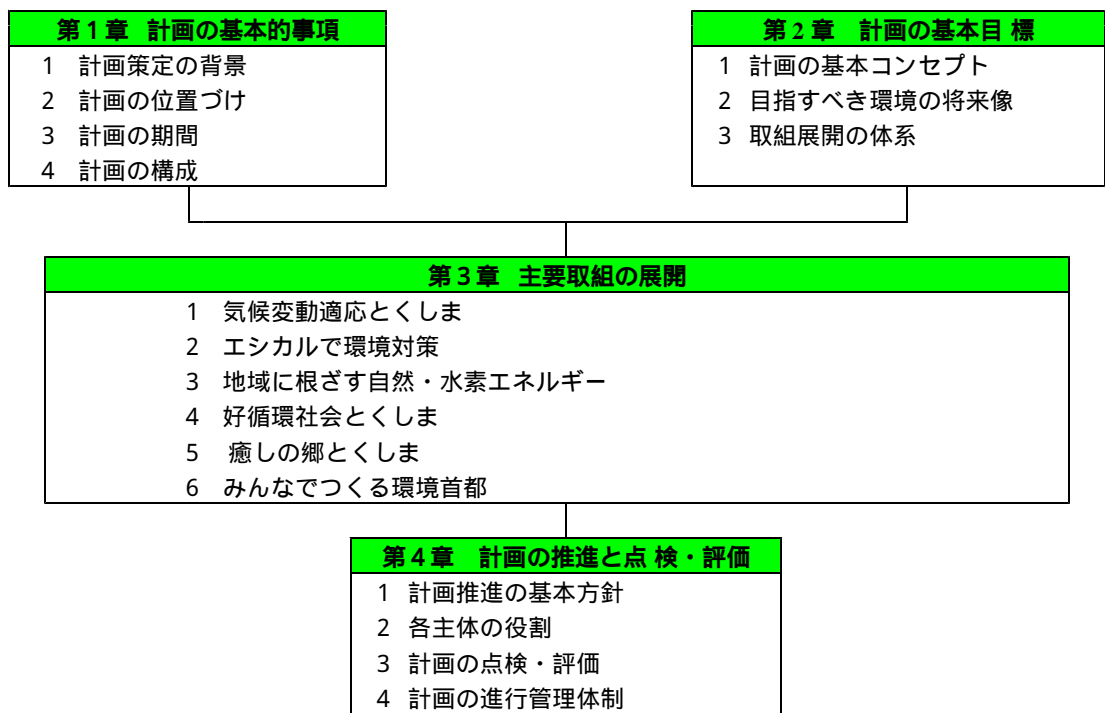 第1章 計画の基本的事項
1 計画策定の背景
2 計画の位置づけ
3 計画の期間
4 計画の構成
第2章 計画の基本目標
1 計画の基本コンセプト
2 目指すべき環境の将来像
3 取組展開の体系
第3章 主要取組の展開
1 気候変動適応とくしま
2 エシカルで環境対策
3 地域に根ざす自然・水素エネルギー
4 好循環社会とくしま
5 癒しの郷とくしま
6 みんなでつくる環境首都
第4章 計画の推進と点検・評価
1 計画推進の基本方針
2 各主体の役割
3 計画の点検・評価
4 計画の進行管理体制